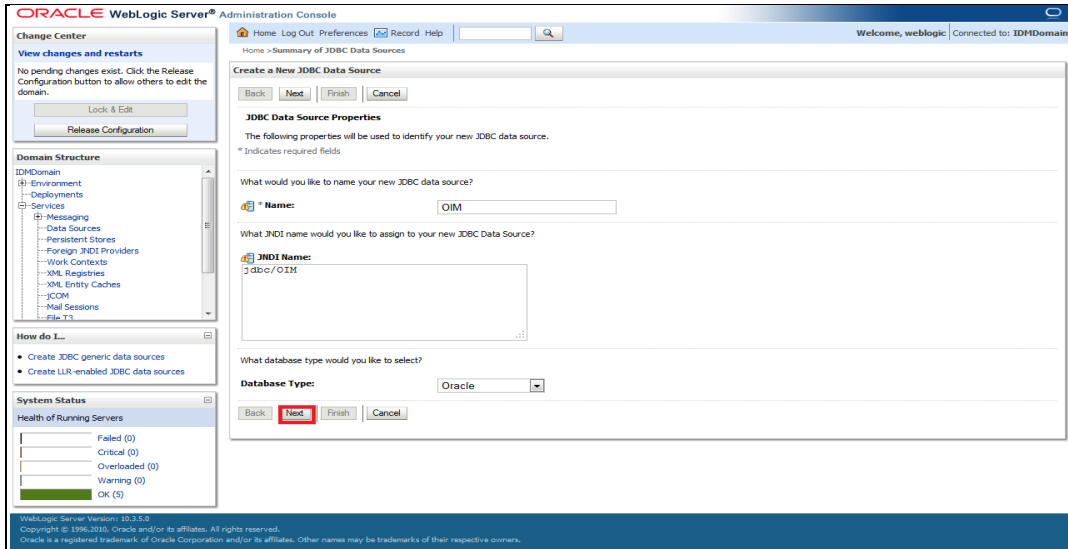 ORACLE WebLogic Server® Administration Console
Change Center
View changes and restarts
No pending changes exist. Click the Release
Configuration button to allow others to edit the
domain.
Lock & Edit
Release Configuration
Domain Structure
IDMDomain
Environment
Deployments
Services
Messaging
Data Sources
Persistent Stores
Foreign JNDI Providers
Work Contexts
XML Registries
XML Entity Caches
jCOM
Mail Sessions
File T3
How do I...
Create JDBC generic data sources
Create LLR-enabled JDBC data sources
System Status
Health of Running Servers
Failed (0)
Critical (0)
Overloaded (0)
Warning (0)
OK (5)
Home Log Out Preferences Record Help
Welcome, weblogic Connected to: IDMDomain
Home >Summary of JDBC Data Sources
Create a New JDBC Data Source
Back Next Finish Cancel
JDBC Data Source Properties
The following properties will be used to identify your new JDBC data source.
* Indicates required fields
What would you like to name your new JDBC data source?
* Name: OIM
What JNDI name would you like to assign to your new JDBC Data Source?
JNDI Name:
jdbc/OIM
What database type would you like to select?
Database Type: Oracle
Back Next Finish Cancel
WebLogic Server Version: 10.3.5.0
Copyright © 1996,2010, Oracle and/or its affiliates. All rights reserved.
Oracle is a registered trademark of Oracle Corporation and/or its affiliates. Other names may be trademarks of their respective owners.